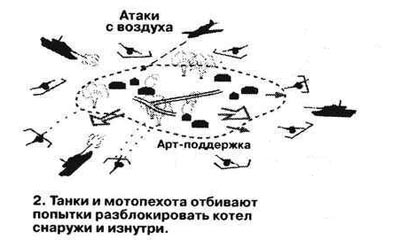 Атаки
с воздуха
Арт-поддержка
2. Танки и мотопехота отбивают
попытки разблокировать котел
снаружи и изнутри.